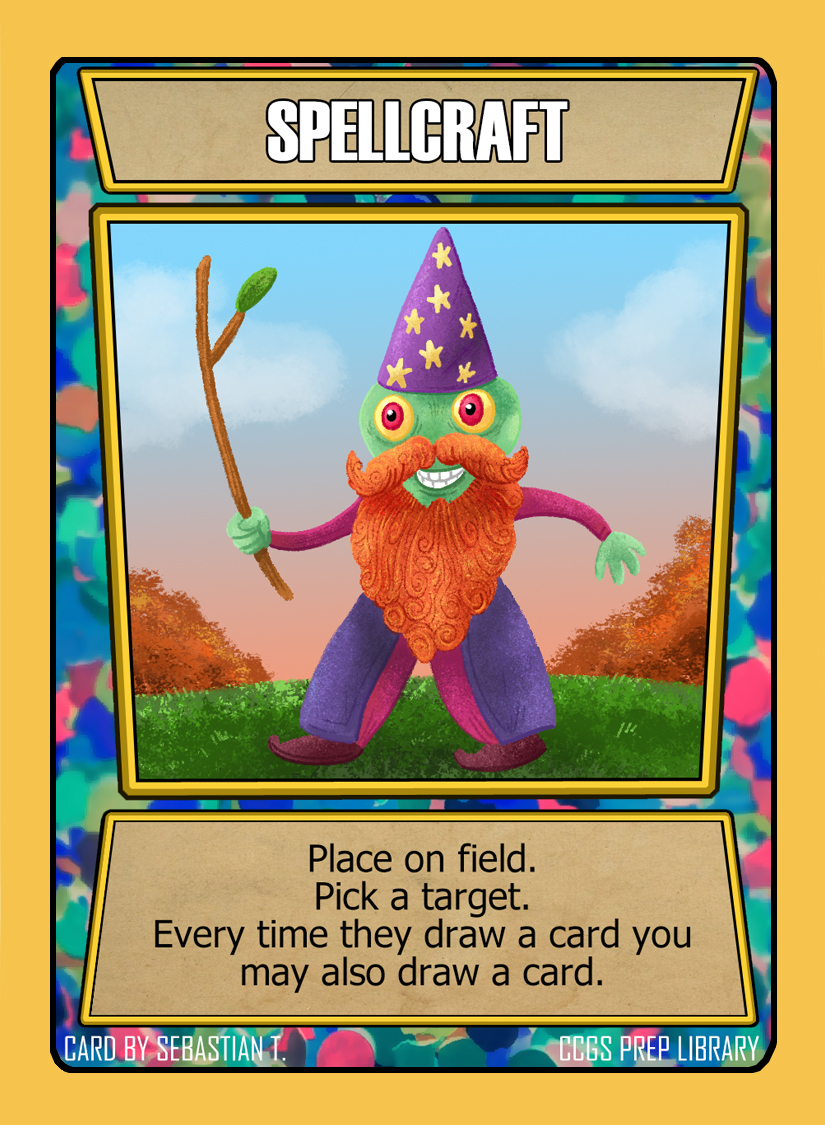 SPELLCRAFT
Place on field.
Pick a target.
Every time they draw a card you
may also draw a card.
CARD BY SEBASTIAN T.
CCGS PREP LIBRARY